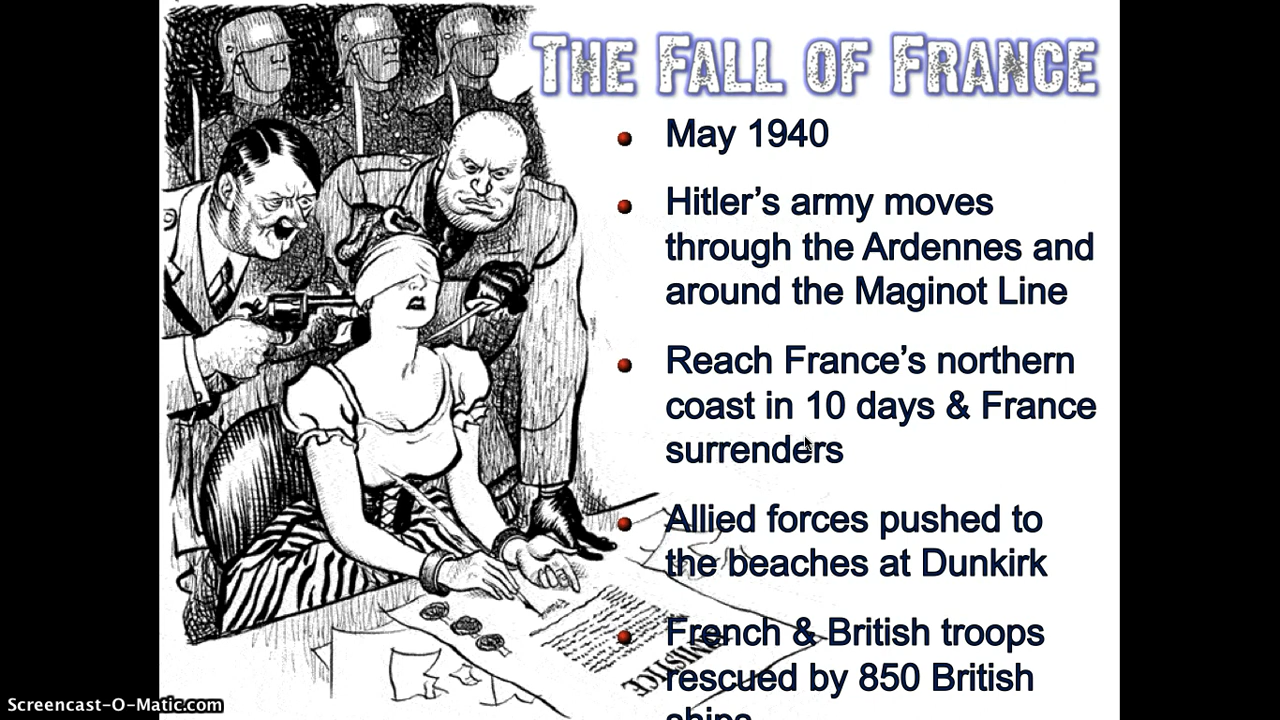 THE FALL OF FRANCE
May 1940
Hitler's army moves
through the Ardennes and
around the Maginot Line
Reach France's northern
coast in 10 days & France
surrenders
Allied forces pushed to
the beaches at Dunkirk
French & British troops
rescued by 850 British
ships
ARMISTICE
Screencast-O-Matic.com